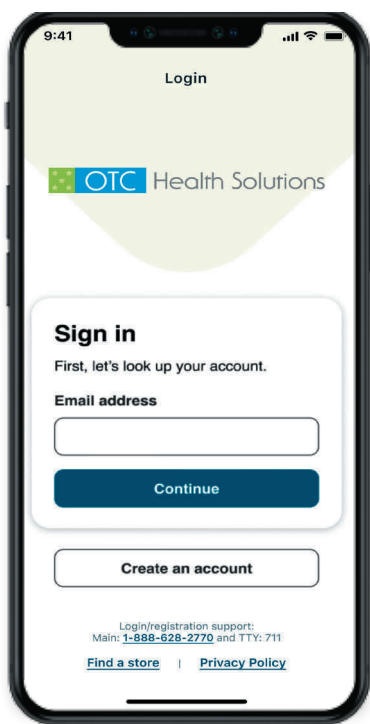 9:41
Login
OTC Health Solutions
Sign in
First, let's look up your account.
Email address
Continue
Create an account
Login/registration support:
Main: 1-888-628-2770 and TTY: 711
Find a store | Privacy Policy